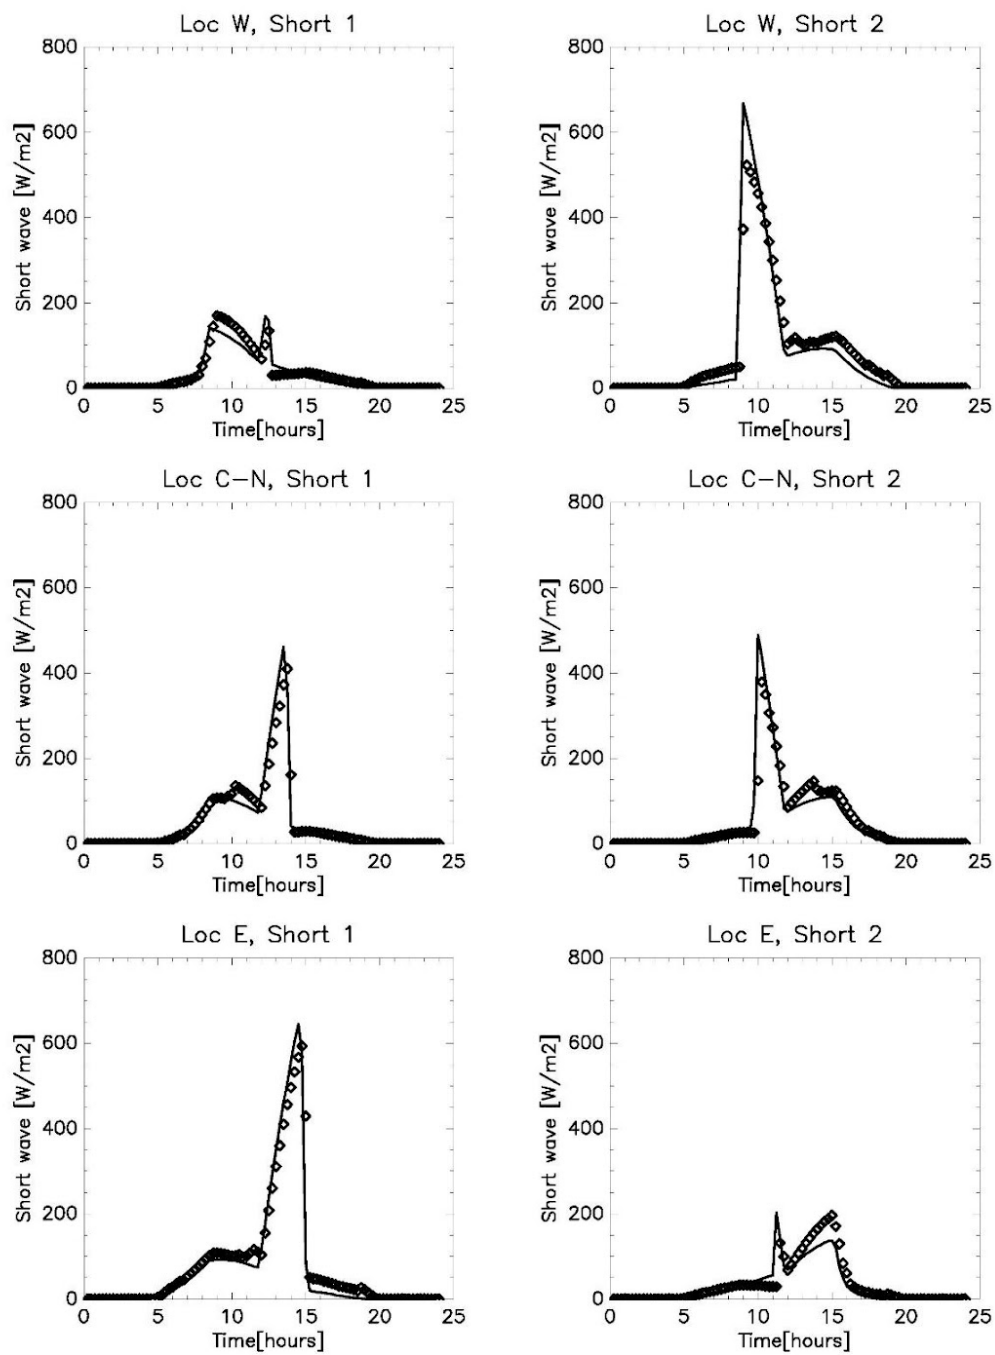 Loc W, Short 1
800
600
400
200
0
Short wave [W/m2]
0 5 10 15 20 25
Time[hours]
Loc W, Short 2
800
600
400
200
0
Short wave [W/m2]
0 5 10 15 20 25
Time[hours]
Loc C-N, Short 1
800
600
400
200
0
Short wave [W/m2]
0 5 10 15 20 25
Time[hours]
Loc C-N, Short 2
800
600
400
200
0
Short wave [W/m2]
0 5 10 15 20 25
Time[hours]
Loc E, Short 1
800
600
400
200
0
Short wave [W/m2]
0 5 10 15 20 25
Time[hours]
Loc E, Short 2
800
600
400
200
0
Short wave [W/m2]
0 5 10 15 20 25
Time[hours]